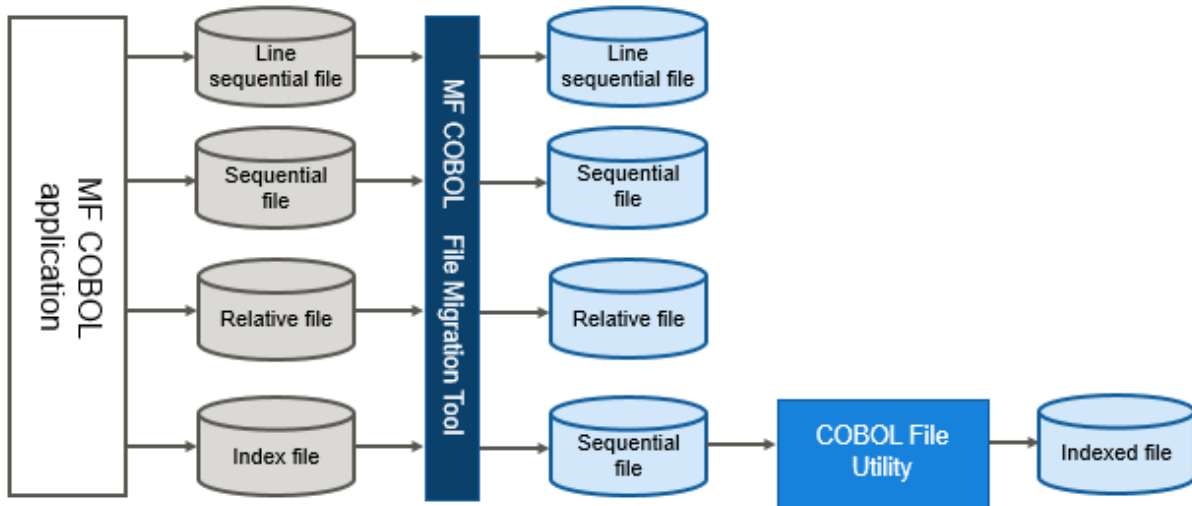 MF COBOL
application
Line
sequential file
Sequential
file
Relative file
Index file
MF COBOL File Migration Tool
Line
sequential file
Sequential
file
Relative file
Sequential
file
COBOL File
Utility
Indexed file